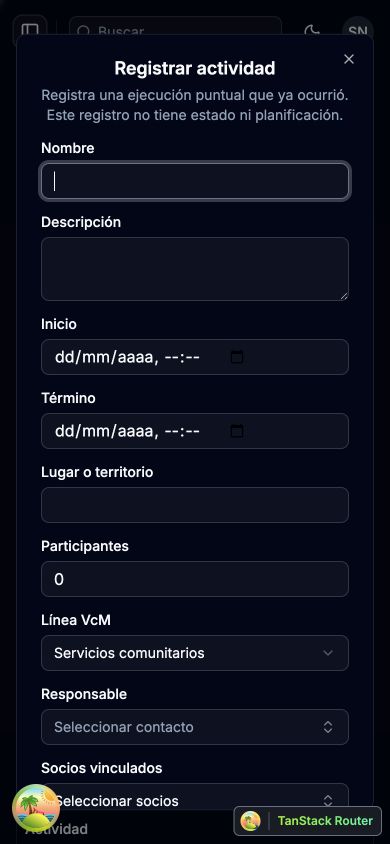 Buscar
SN
Registrar actividad
Registra una ejecución puntual que ya ocurrió.
Este registro no tiene estado ni planificación.
Nombre
Descripción
Inicio
dd/mm/aaaa, --:--
Término
dd/mm/aaaa, --:--
Lugar o territorio
Participantes
0
Línea VcM
Servicios comunitarios
Responsable
Seleccionar contacto
Socios vinculados
Seleccionar socios
TanStack Router
Actividad